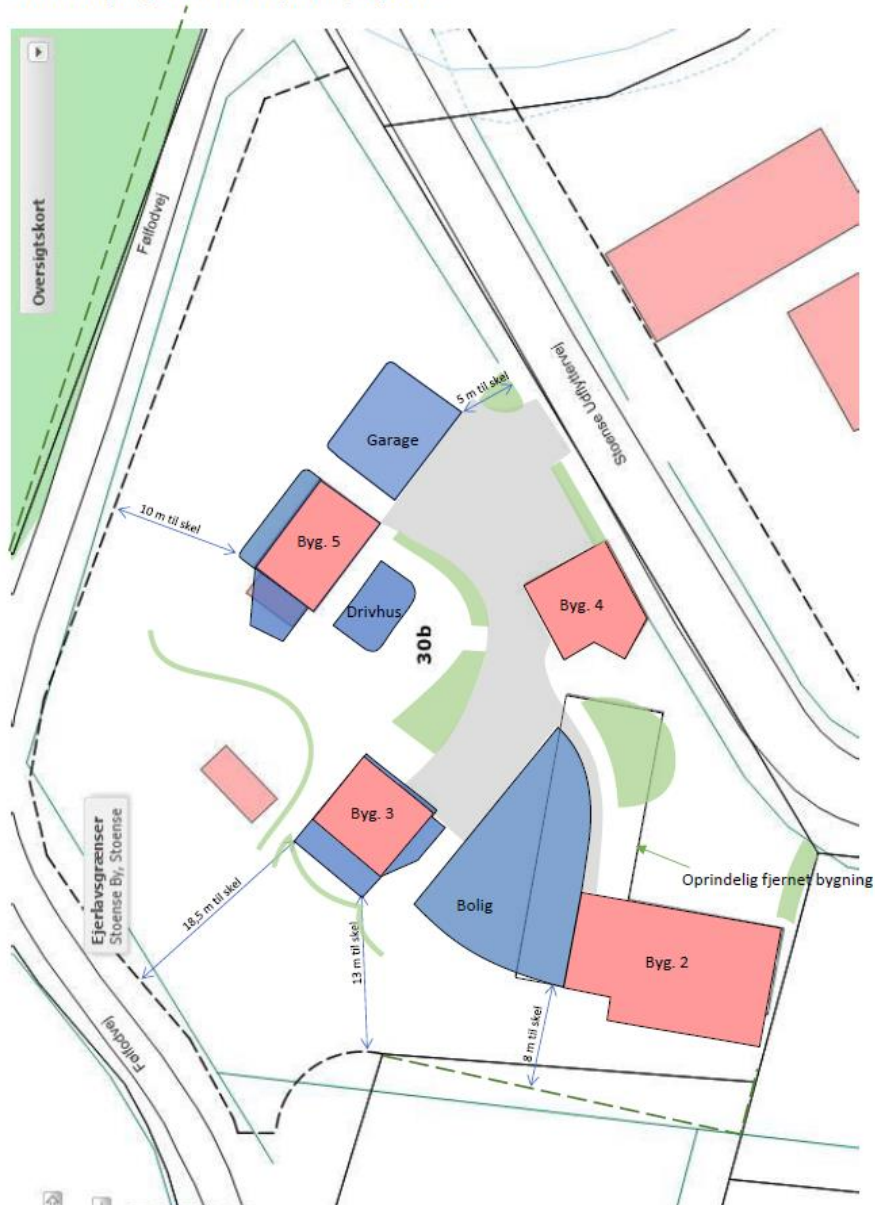 Oversigtskort
Følfodvej
Stoense Udflyttervej
5 m til skel
Garage
10 m til skel
Byg. 5
Drivhus
30b
Byg. 4
Byg. 3
Ejerlavsgrænser
Stoense By, Stoense
18,5 m til skel
13 m til skel
Bolig
Oprindelig fjernet bygning
Byg. 2
8 m til skel
Følfodvej